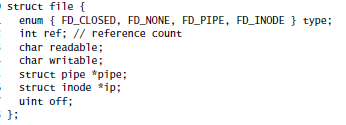 struct file {
enum { FD_CLOSED, FD_NONE, FD_PIPE, FD_INODE } type;
int ref; // reference count
char readable;
char writable;
struct pipe *pipe;
struct inode *ip;
uint off;
};